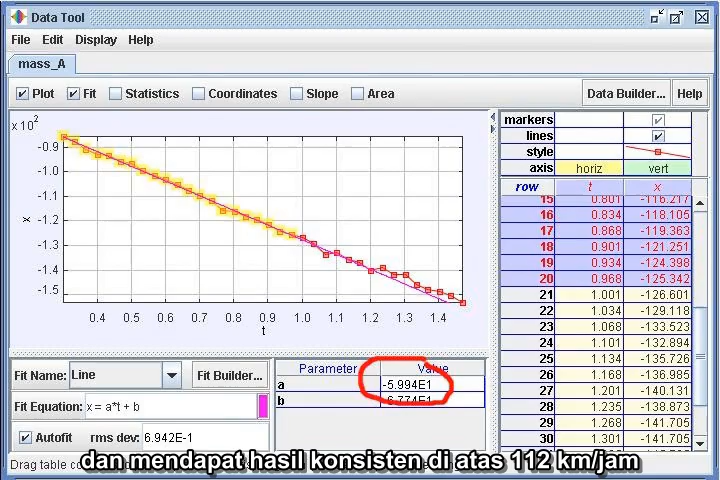 Data Tool
File Edit Display Help
mass_A
Plot Fit Statistics Coordinates Slope Area Data Builder... Help
x 10^2
-0.9
-1
-1.1
-1.2
-1.3
-1.4
-1.5
x
0.4 0.5 0.6 0.7 0.8 0.9 1.0 1.1 1.2 1.3 1.4
t
markers
lines
style
axis horiz vert
row t x
15 0.801 -116.217
16 0.834 -118.105
17 0.868 -119.363
18 0.901 -121.251
19 0.934 -124.398
20 0.968 -125.342
21 1.001 -126.601
22 1.034 -129.118
23 1.068 -133.523
24 1.101 -132.894
25 1.134 -135.726
26 1.168 -136.985
27 1.201 -140.131
28 1.235 -138.873
29 1.268 -141.705
30 1.301 -141.705
Fit Name: Line Fit Builder...
Fit Equation: x = a*t + b
Autofit rms dev: 6.942E-1
Parameter Value
a -5.994E1
b -6.774E1
Drag table
dan mendapat hasil konsisten di atas 112 km/jam